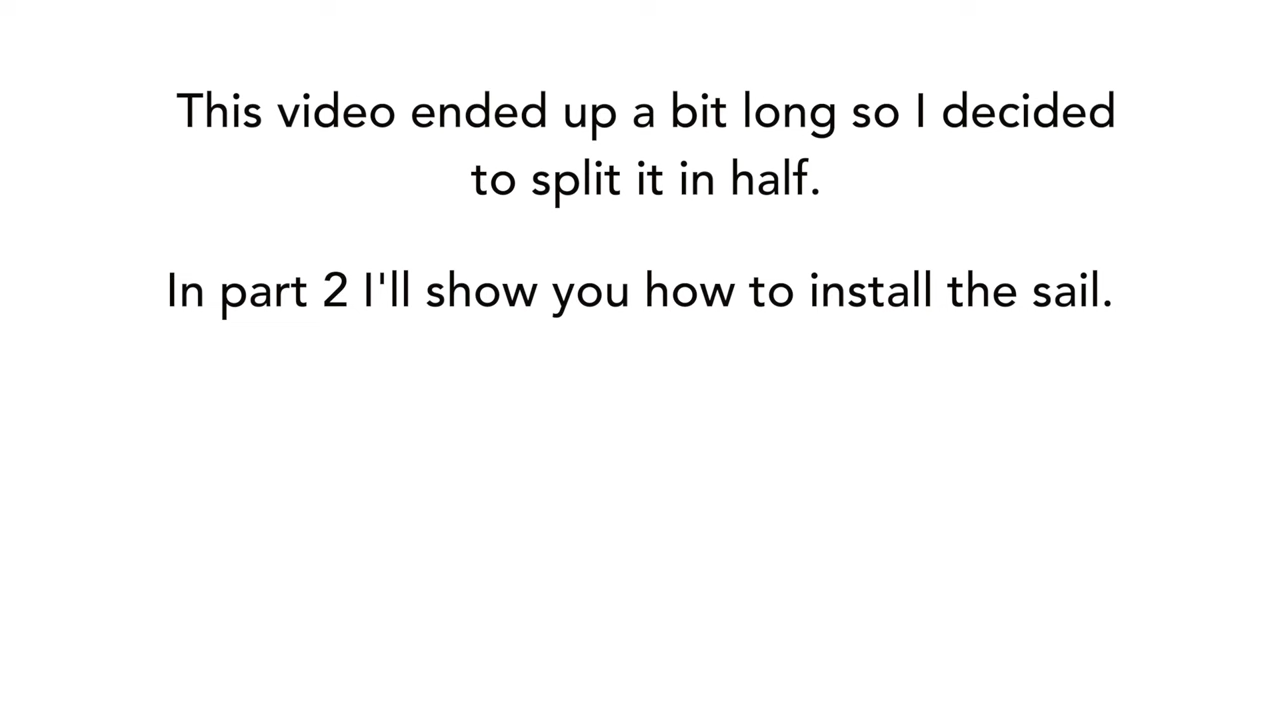 This video ended up a bit long so I decided
to split it in half.
In part 2 I'll show you how to install the sail.